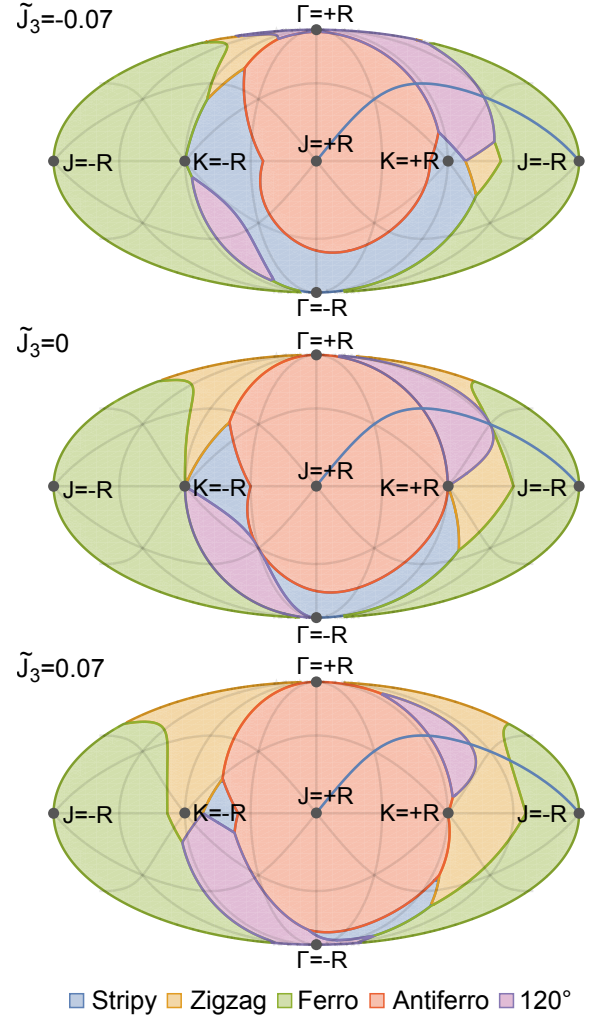 J̃₃=-0.07
Γ=+R
J=-R K=-R J=+R K=+R J=-R
Γ=-R
J̃₃=0
Γ=+R
J=-R K=-R J=+R K=+R J=-R
Γ=-R
J̃₃=0.07
Γ=+R
J=-R K=-R J=+R K=+R J=-R
Γ=-R
Stripy Zigzag Ferro Antiferro 120°